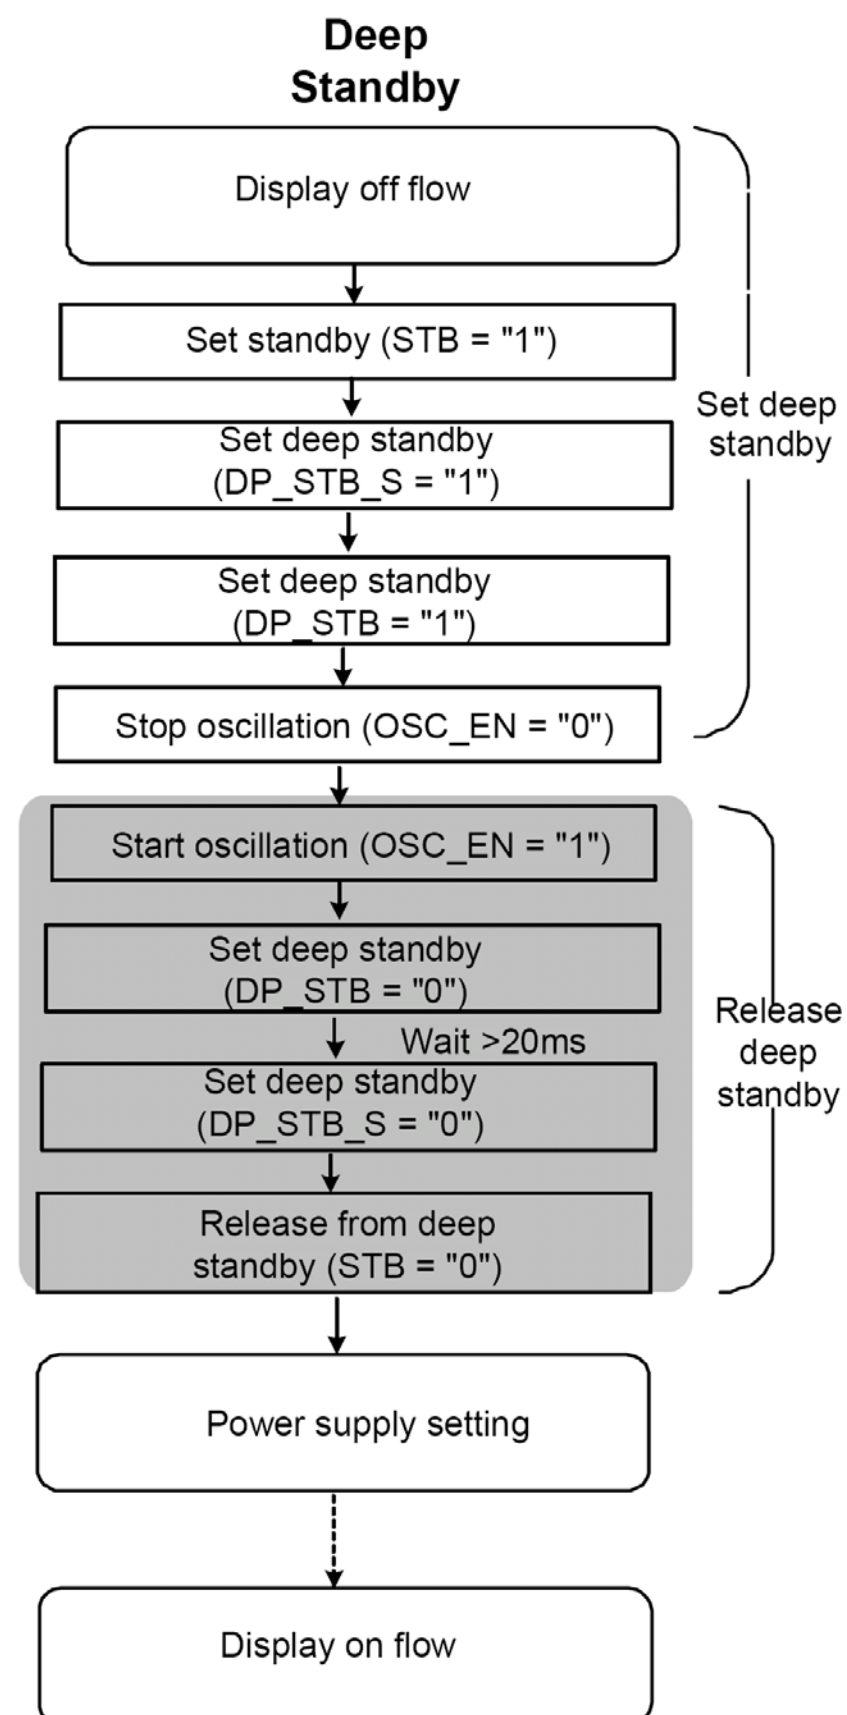 Deep
Standby
Display off flow
Set standby (STB = "1")
Set deep standby
(DP_STB_S = "1")
Set deep standby
(DP_STB = "1")
Stop oscillation (OSC_EN = "0")
Set deep
standby
Start oscillation (OSC_EN = "1")
Set deep standby
(DP_STB = "0")
Wait >20ms
Set deep standby
(DP_STB_S = "0")
Release from deep
standby (STB = "0")
Release
deep
standby
Power supply setting
Display on flow